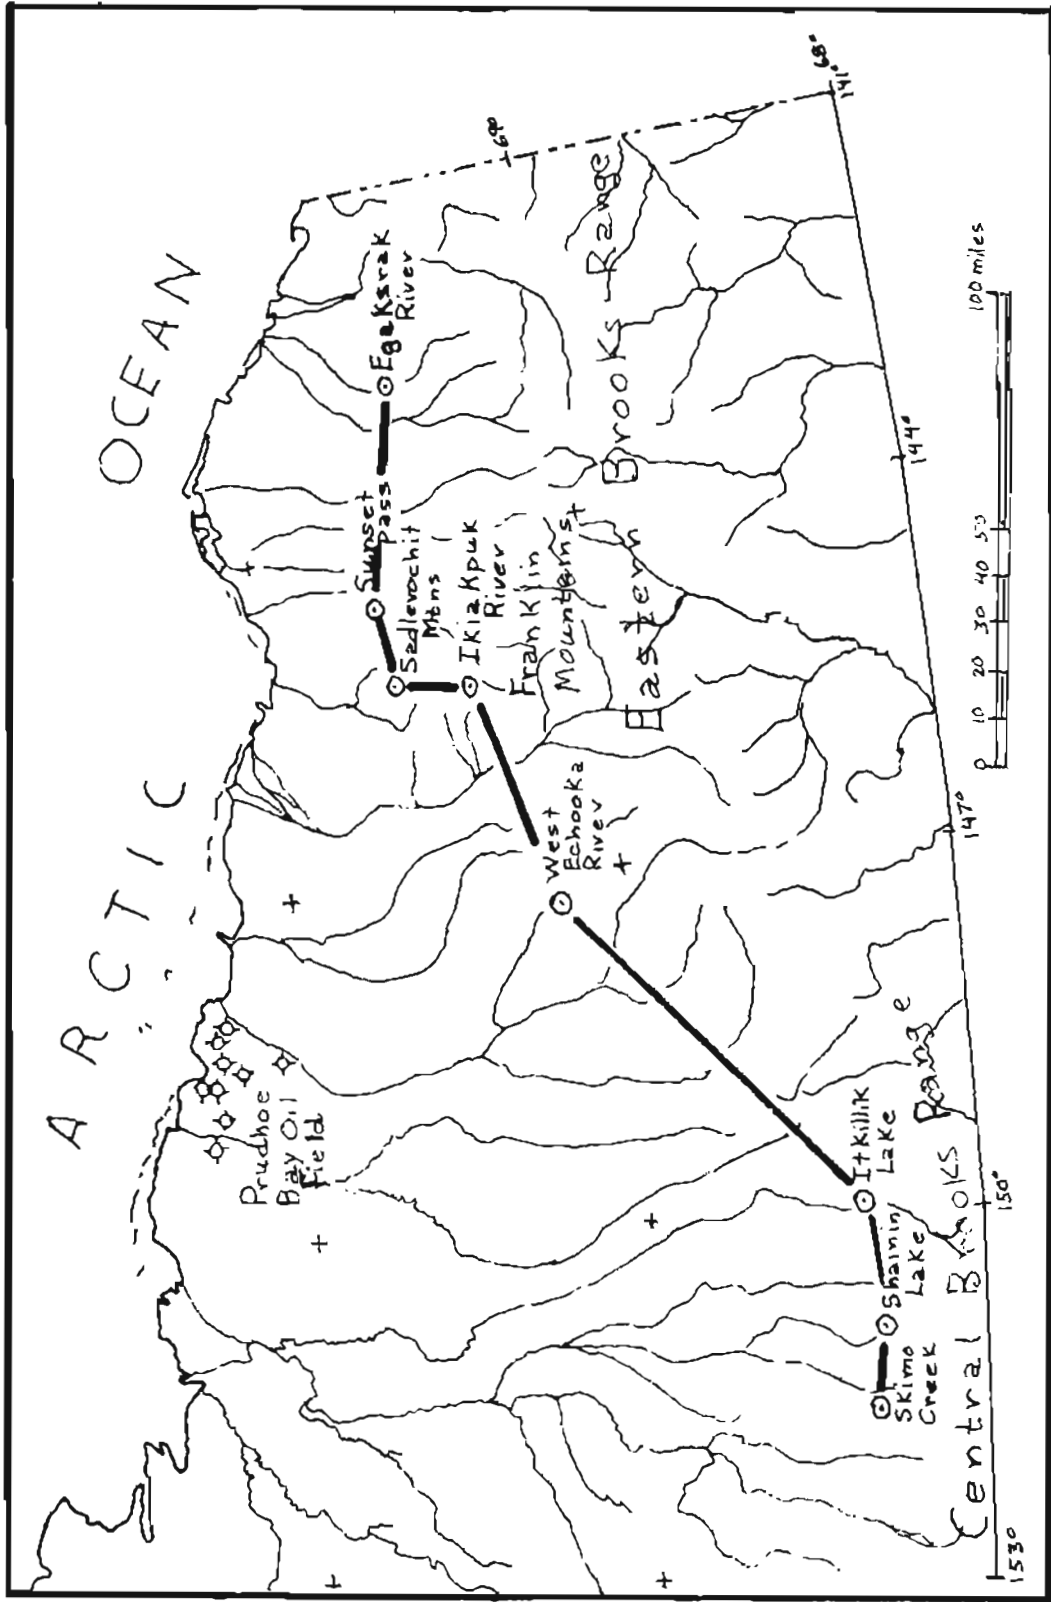 ARCTIC OCEAN
Prudhoe
Bay Oil
Field
Egaksrak
River
Sunset
Pass
Sadlerochit
Mtns
Ikiakpuk
River
Franklin
Mountains
Eastern Brooks Range
West
Echooka
River
Itkillik
Lake
Shainin
Lake
Skimo
Creek
Central Brooks Range
153°
150°
147°
144°
141°
68°
69°
0 10 20 30 40 50 100 miles